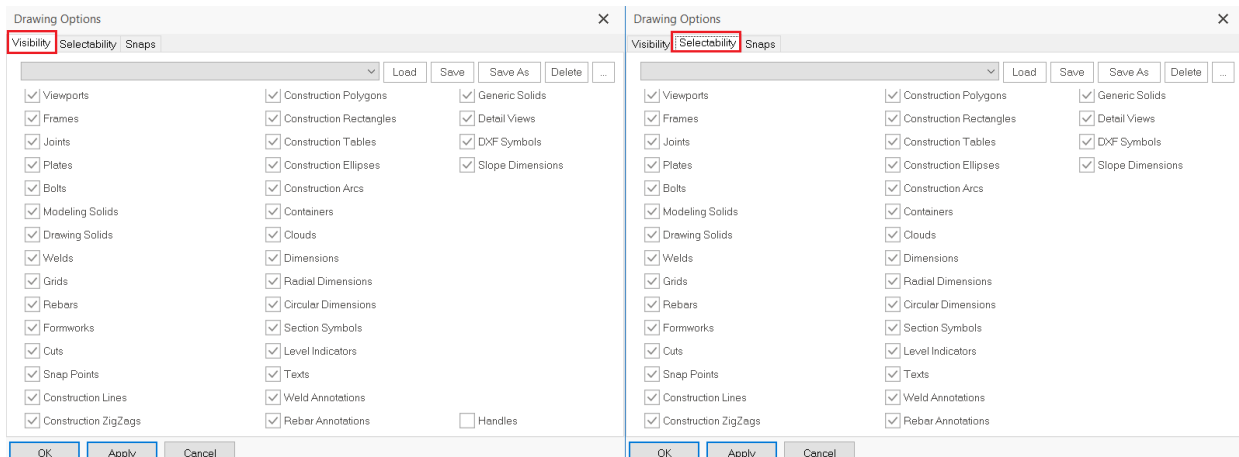 Drawing Options
Visibility Selectability Snaps
Load Save Save As Delete ...
Viewports Construction Polygons Generic Solids
Frames Construction Rectangles Detail Views
Joints Construction Tables DXF Symbols
Plates Construction Ellipses Slope Dimensions
Bolts Construction Arcs
Modeling Solids Containers
Drawing Solids Clouds
Welds Dimensions
Grids Radial Dimensions
Rebars Circular Dimensions
Formworks Section Symbols
Cuts Level Indicators
Snap Points Texts
Construction Lines Weld Annotations
Construction ZigZags Rebar Annotations Handles
OK Apply Cancel
Drawing Options
Visibility Selectability Snaps
Load Save Save As Delete ...
Viewports Construction Polygons Generic Solids
Frames Construction Rectangles Detail Views
Joints Construction Tables DXF Symbols
Plates Construction Ellipses Slope Dimensions
Bolts Construction Arcs
Modeling Solids Containers
Drawing Solids Clouds
Welds Dimensions
Grids Radial Dimensions
Rebars Circular Dimensions
Formworks Section Symbols
Cuts Level Indicators
Snap Points Texts
Construction Lines Weld Annotations
Construction ZigZags Rebar Annotations
OK Apply Cancel